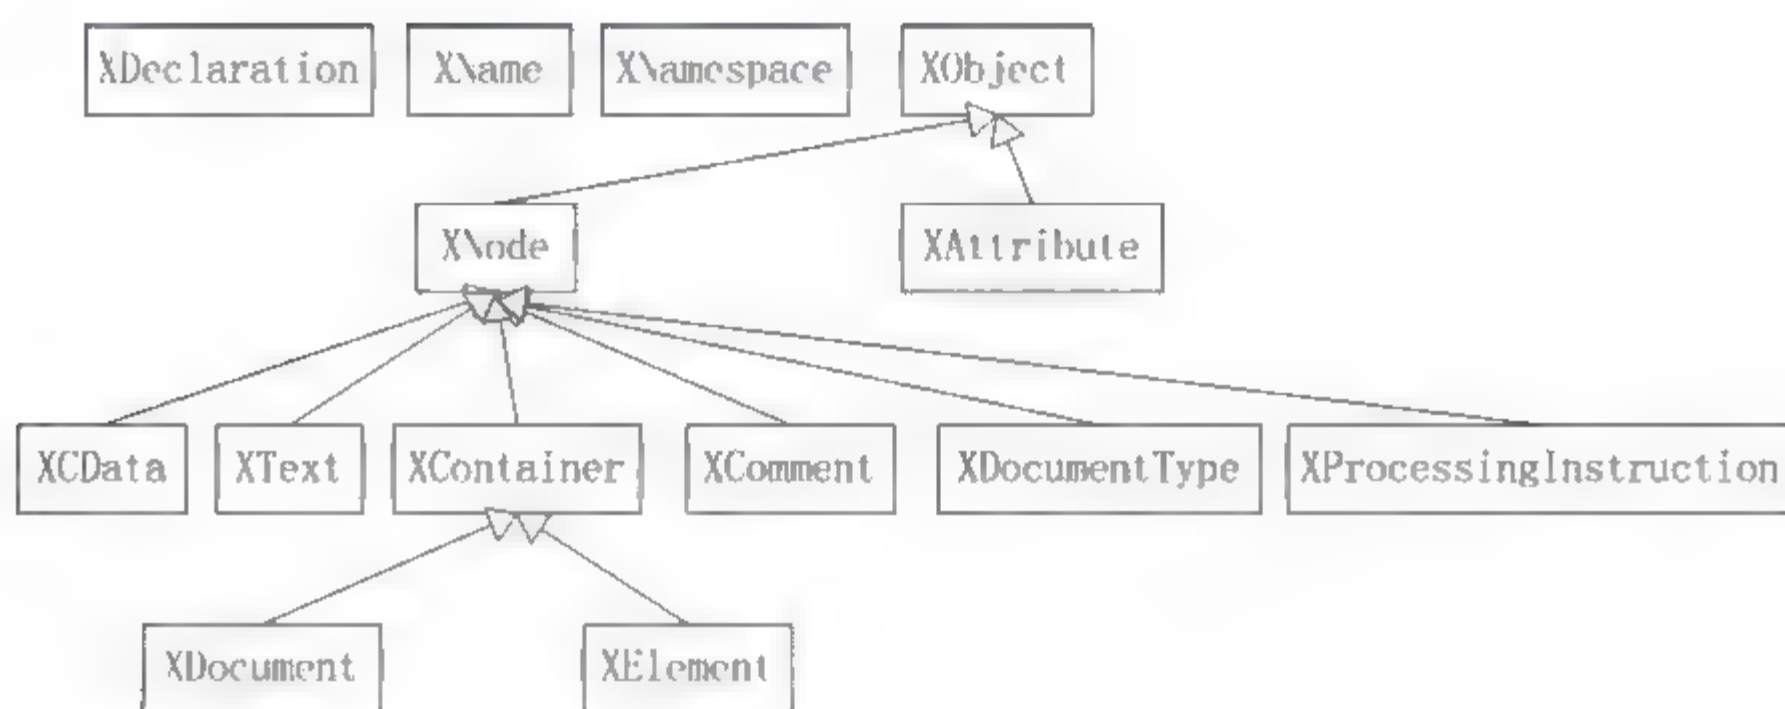 XDeclaration XName XNamespace XObject
XNode XAttribute
XCData XText XContainer XComment XDocumentType XProcessingInstruction
XDocument XElement